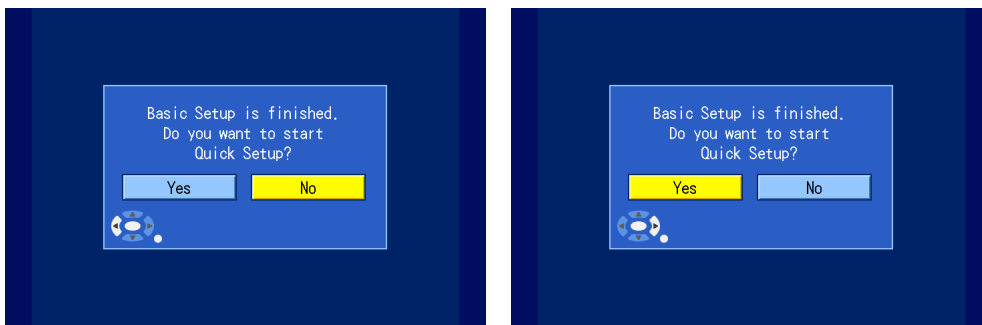 Basic Setup is finished.
Do you want to start
Quick Setup?
Yes No
Basic Setup is finished.
Do you want to start
Quick Setup?
Yes No